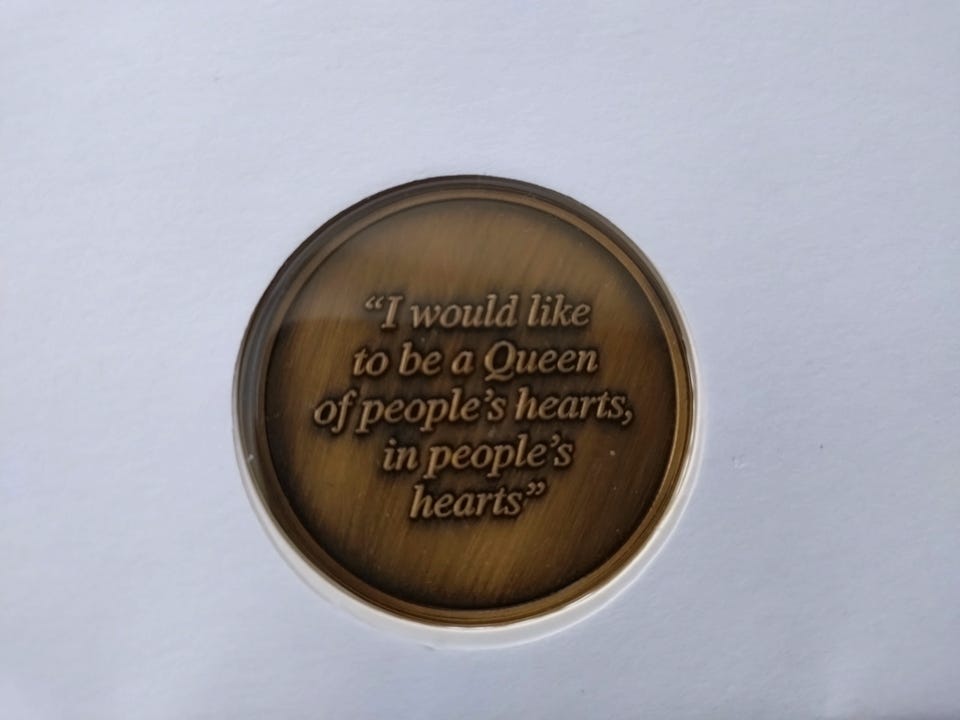 “I would like
to be a Queen
of people’s hearts,
in people’s
hearts”